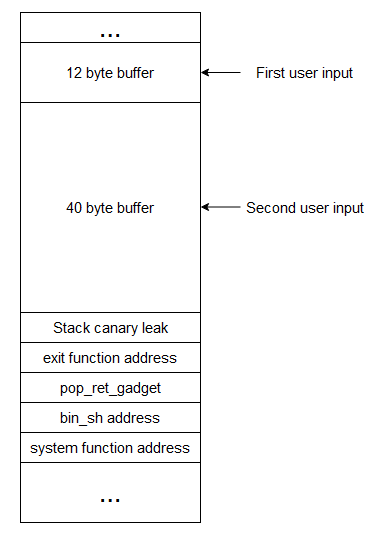 ...
12 byte buffer
First user input
40 byte buffer
Second user input
Stack canary leak
exit function address
pop_ret_gadget
bin_sh address
system function address
...